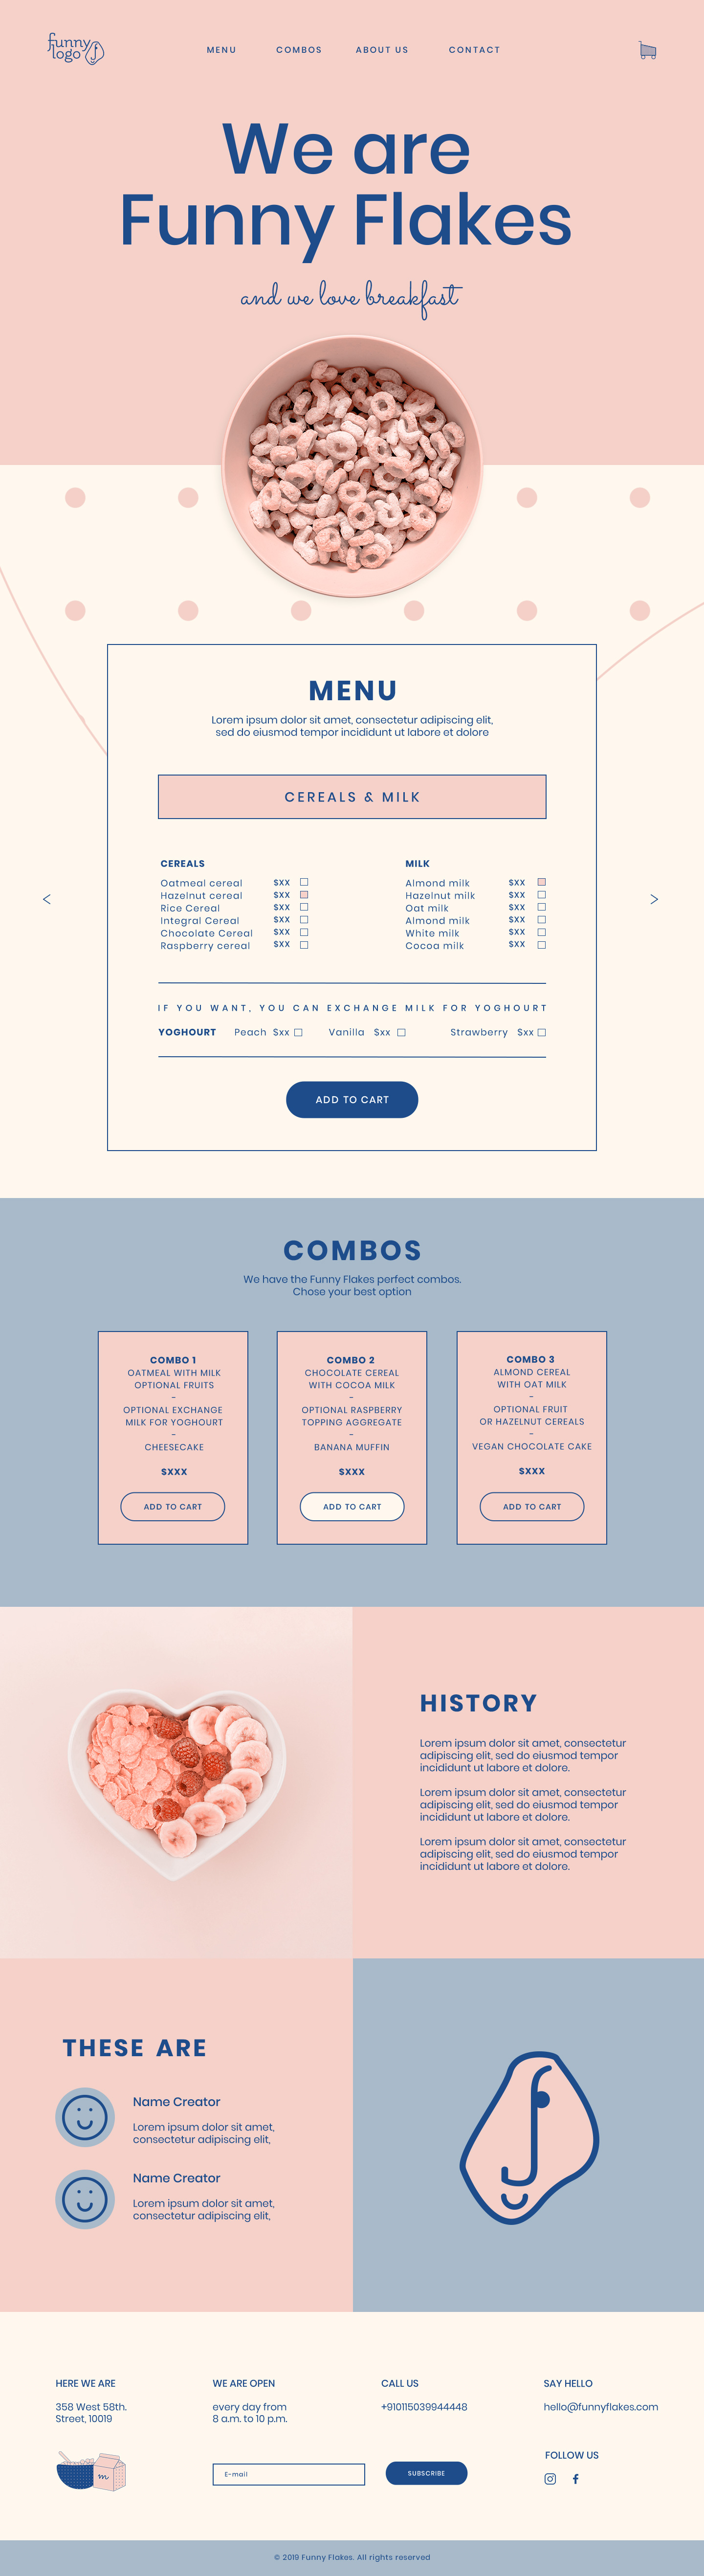 funny
logo
MENU COMBOS ABOUT US CONTACT
We are
Funny Flakes
and we love breakfast
MENU
Lorem ipsum dolor sit amet, consectetur adipiscing elit,
sed do eiusmod tempor incididunt ut labore et dolore
CEREALS & MILK
CEREALS
Oatmeal cereal $XX
Hazelnut cereal $XX
Rice Cereal $XX
Integral Cereal $XX
Chocolate Cereal $XX
Raspberry cereal $XX
MILK
Almond milk $XX
Hazelnut milk $XX
Oat milk $XX
Almond milk $XX
White milk $XX
Cocoa milk $XX
IF YOU WANT, YOU CAN EXCHANGE MILK FOR YOGHOURT
YOGHOURT Peach $xx Vanilla $xx Strawberry $xx
ADD TO CART
COMBOS
We have the Funny Flakes perfect combos.
Chose your best option
COMBO 1
OATMEAL WITH MILK
OPTIONAL FRUITS
-
OPTIONAL EXCHANGE
MILK FOR YOGHOURT
-
CHEESECAKE
$XXX
ADD TO CART
COMBO 2
CHOCOLATE CEREAL
WITH COCOA MILK
-
OPTIONAL RASPBERRY
TOPPING AGGREGATE
-
BANANA MUFFIN
$XXX
ADD TO CART
COMBO 3
ALMOND CEREAL
WITH OAT MILK
-
OPTIONAL FRUIT
OR HAZELNUT CEREALS
-
VEGAN CHOCOLATE CAKE
$XXX
ADD TO CART
HISTORY
Lorem ipsum dolor sit amet, consectetur
adipiscing elit, sed do eiusmod tempor
incididunt ut labore et dolore.
Lorem ipsum dolor sit amet, consectetur
adipiscing elit, sed do eiusmod tempor
incididunt ut labore et dolore.
Lorem ipsum dolor sit amet, consectetur
adipiscing elit, sed do eiusmod tempor
incididunt ut labore et dolore.
THESE ARE
Name Creator
Lorem ipsum dolor sit amet,
consectetur adipiscing elit,
Name Creator
Lorem ipsum dolor sit amet,
consectetur adipiscing elit,
HERE WE ARE
358 West 58th.
Street, 10019
WE ARE OPEN
every day from
8 a.m. to 10 p.m.
CALL US
+910115039944448
SAY HELLO
hello@funnyflakes.com
m
E-mail
SUBSCRIBE
FOLLOW US
© 2019 Funny Flakes. All rights reserved